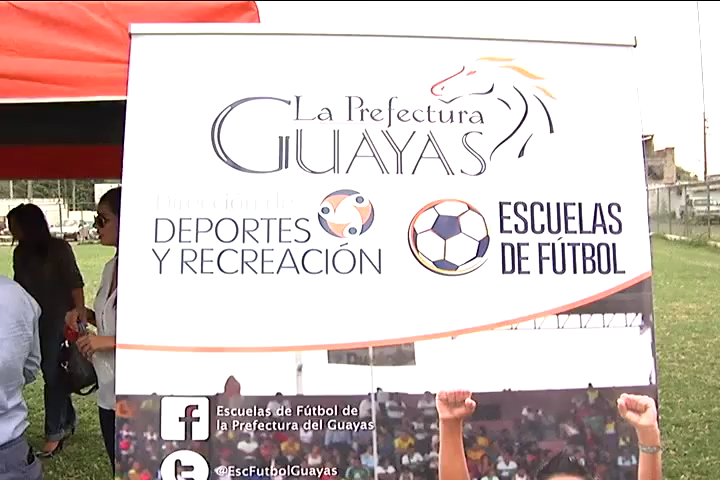 La Prefectura
GUAYAS
Dirección de
DEPORTES
Y RECREACIÓN
ESCUELAS
DE FÚTBOL
f Escuelas de Fútbol de
la Prefectura del Guayas
@EscFutbolGuayas